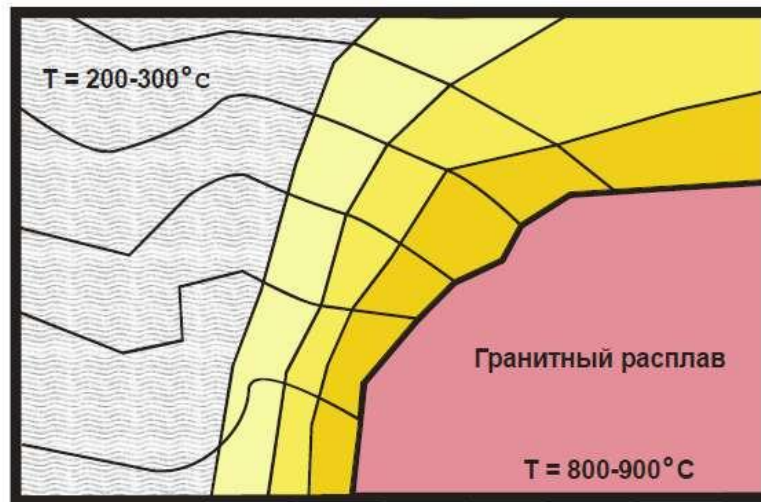 T = 200-300°C
Гранитный расплав
T = 800-900°C